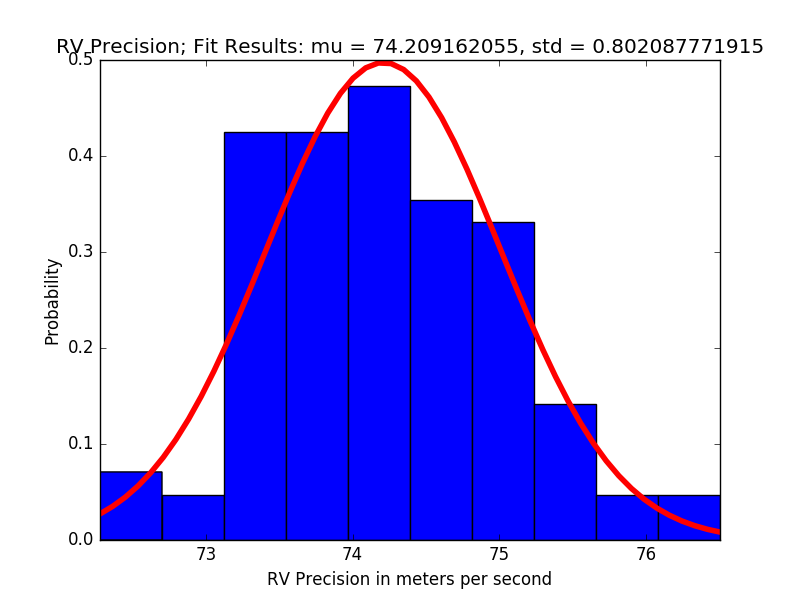 RV Precision; Fit Results: mu = 74.209162055, std = 0.802087771915
0.5
0.4
0.3
0.2
0.1
0.0
Probability
73 74 75 76
RV Precision in meters per second